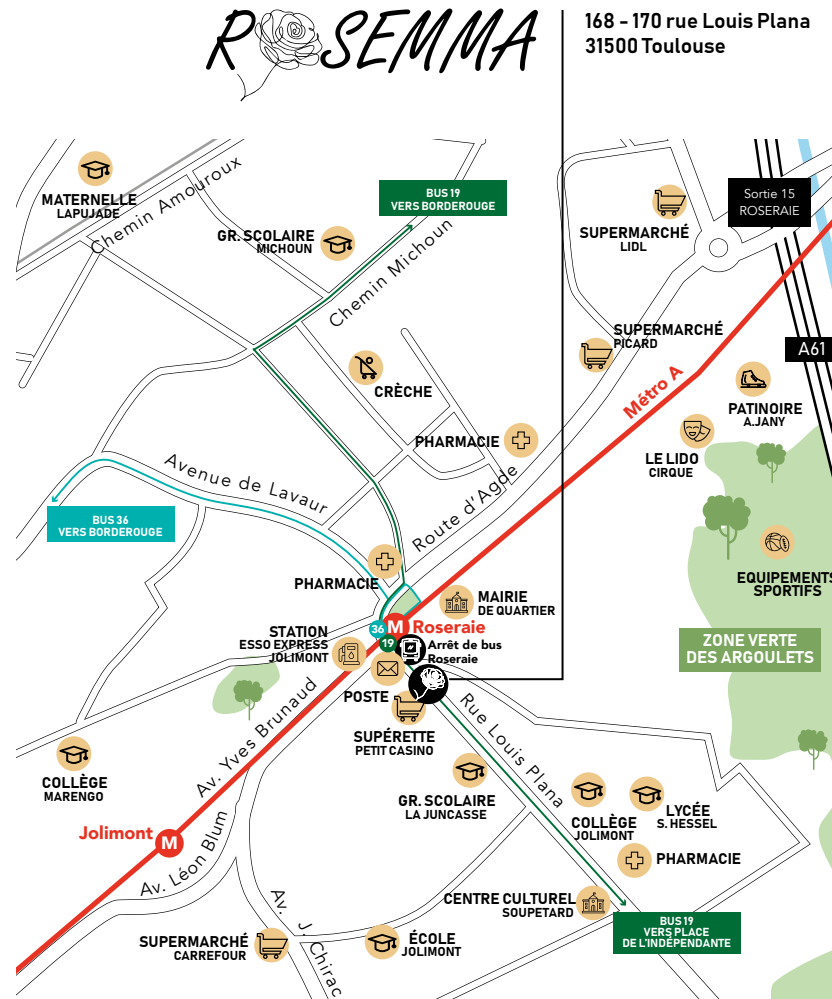 ROSEMMA
168 - 170 rue Louis Plana
31500 Toulouse
MATERNELLE
LAPUJADE
Chemin Amouroux
BUS 19
VERS BORDEROUGE
GR. SCOLAIRE
MICHOUN
Chemin Michoun
SUPERMARCHÉ
LIDL
Sortie 15
ROSERAIE
SUPERMARCHÉ
PICARD
A61
Métro A
CRÈCHE
PATINOIRE
A.JANY
PHARMACIE
LE LIDO
CIRQUE
Avenue de Lavaur
Route d'Agde
BUS 36
VERS BORDEROUGE
EQUIPEMENTS
SPORTIFS
PHARMACIE
MAIRIE
DE QUARTIER
36
M
Roseraie
19
Arrêt de bus
Roseraie
STATION
ESSO EXPRESS
JOLIMONT
ZONE VERTE
DES ARGOULETS
POSTE
SUPÉRETTE
PETIT CASINO
Av. Yves Brunaud
Rue Louis Plana
COLLÈGE
MARENGO
GR. SCOLAIRE
LA JUNCASSE
COLLÈGE
JOLIMONT
LYCÉE
S. HESSEL
Jolimont
M
PHARMACIE
Av. Léon Blum
CENTRE CULTUREL
SOUPETARD
Av. J. Chirac
BUS 19
VERS PLACE
DE L'INDÉPENDANTE
SUPERMARCHÉ
CARREFOUR
ÉCOLE
JOLIMONT